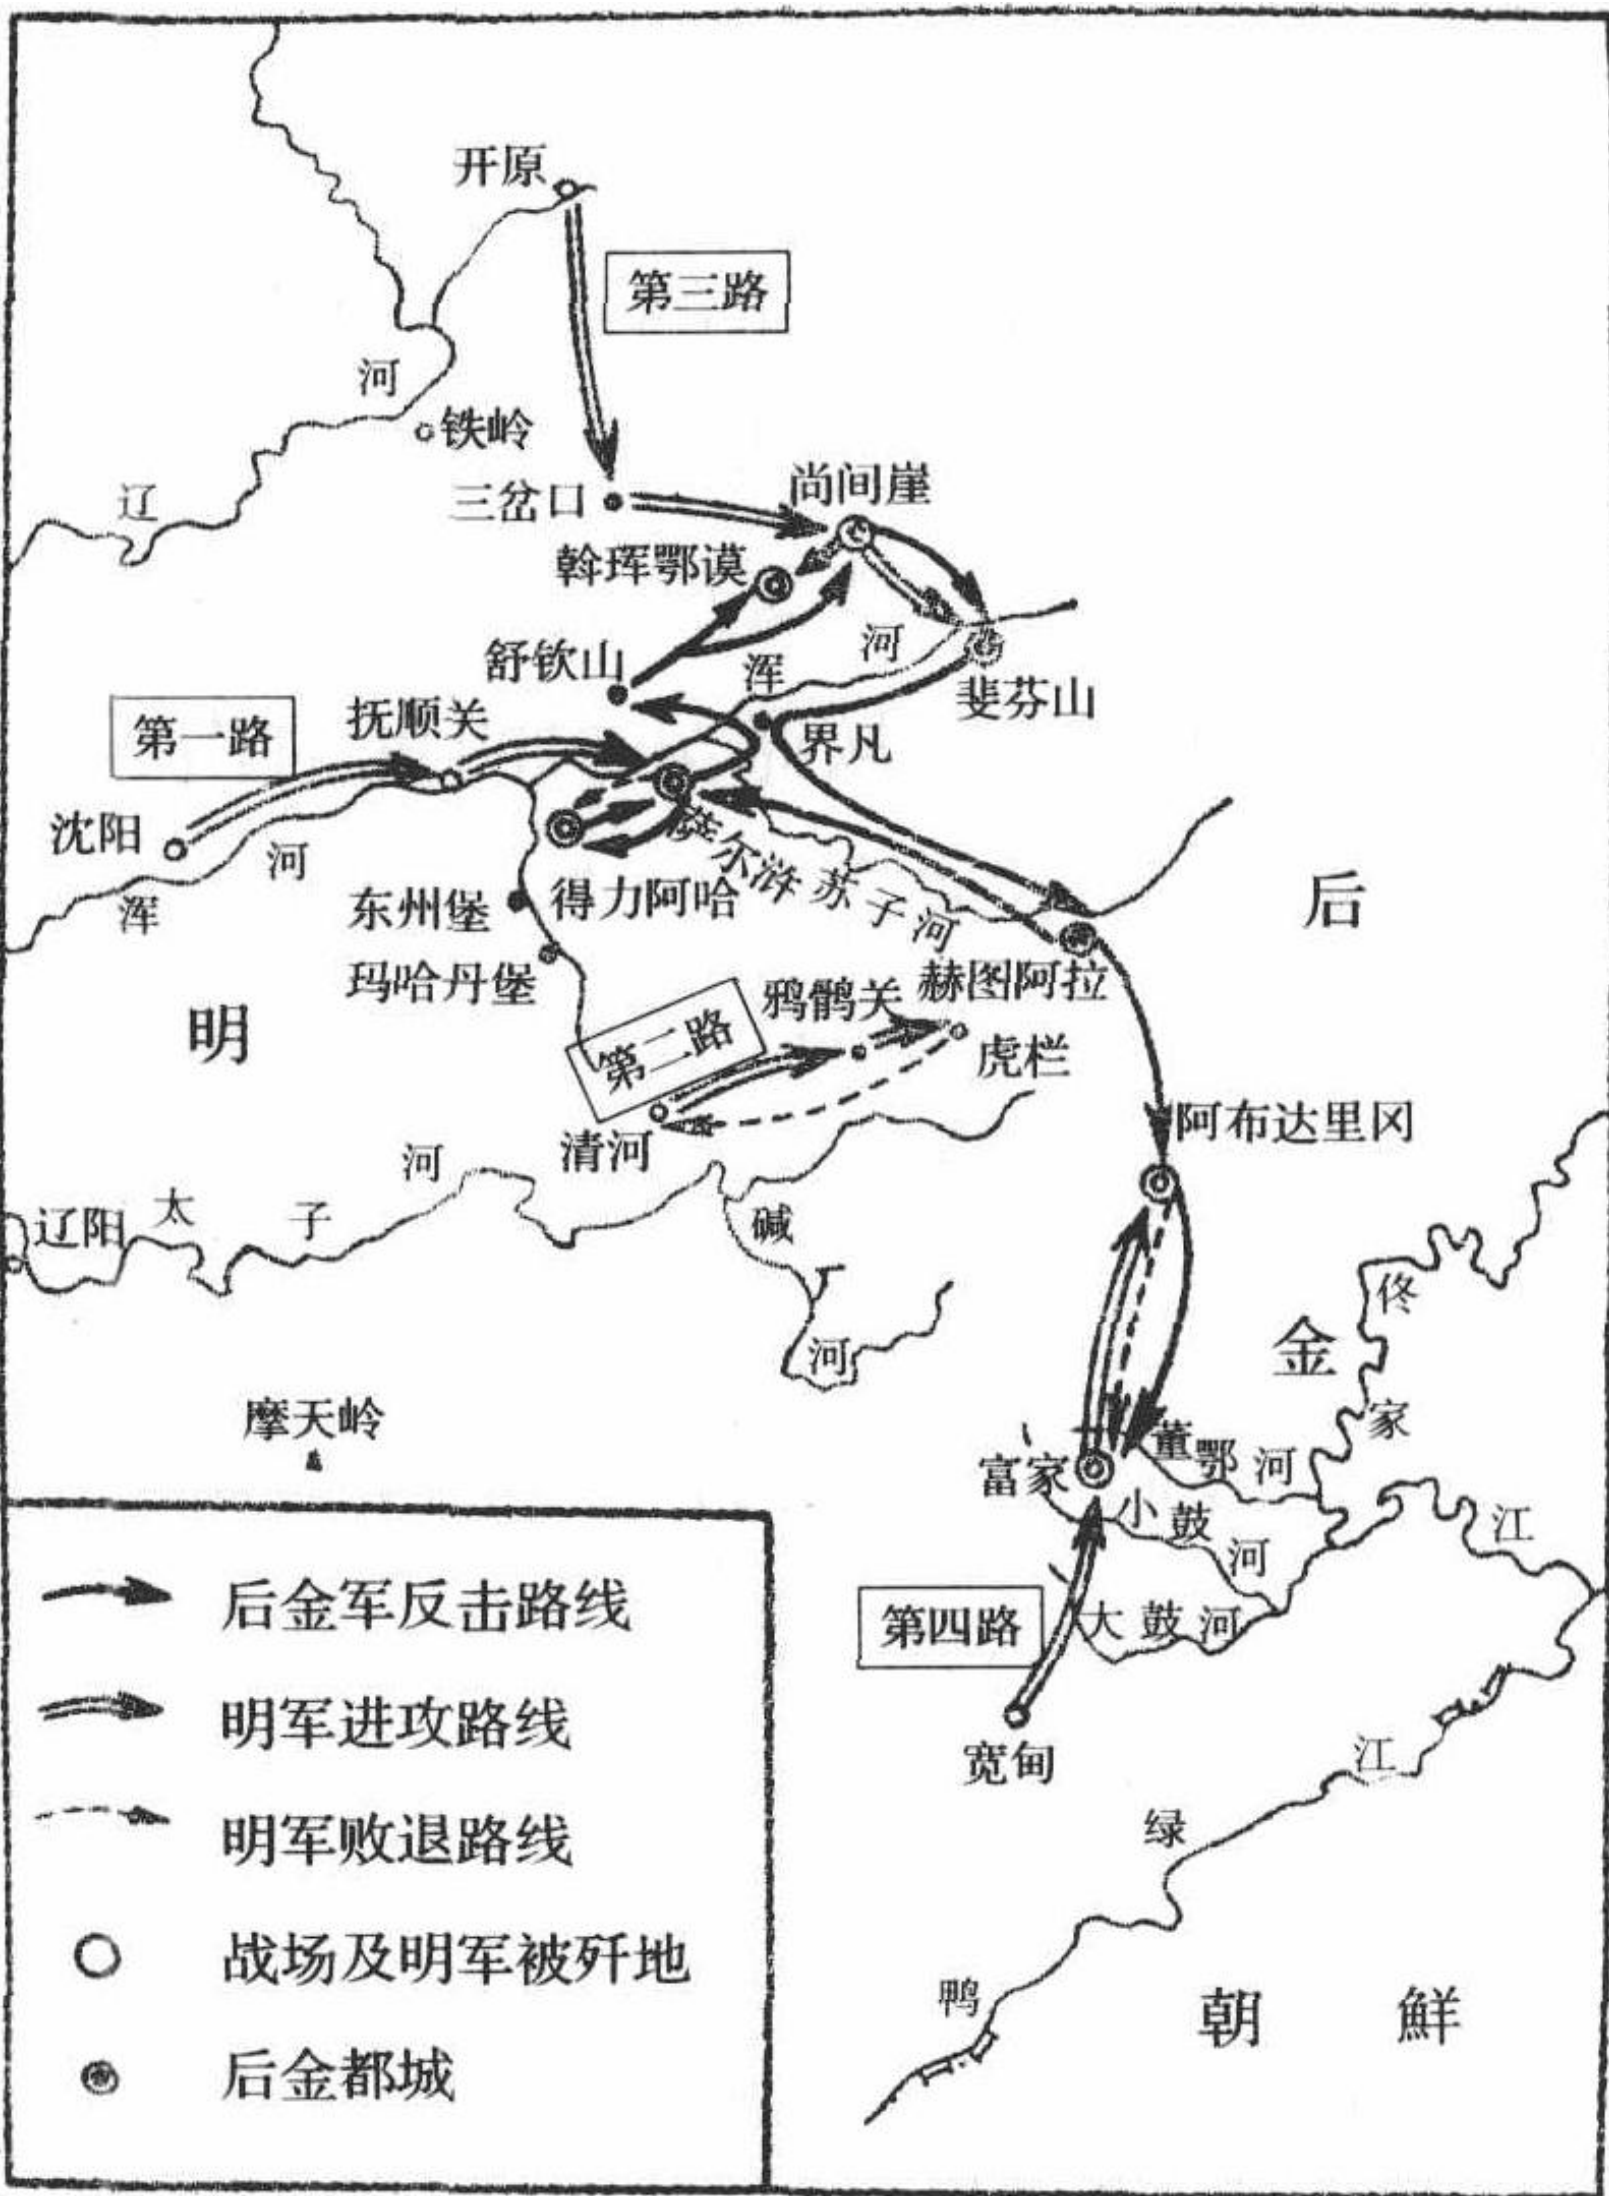 开原
第三路
河
铁岭
辽
三岔口
尚间崖
斡珲鄂谟
河
浑
舒钦山
斐芬山
抚顺关
第一路
界凡
沈阳
河
浑
萨尔浒
苏子河
后
东州堡
得力阿哈
玛哈丹堡
赫图阿拉
鸦鹘关
明
第二路
虎栏
阿布达里冈
清河
河
太
子
辽阳
碱
河
佟
金
家
摩天岭
董鄂河
富家
小鼓河
江
第四路
大鼓河
宽甸
江
绿
鸭
朝鮮
后金军反击路线
明军进攻路线
明军败退路线
战场及明军被歼地
后金都城